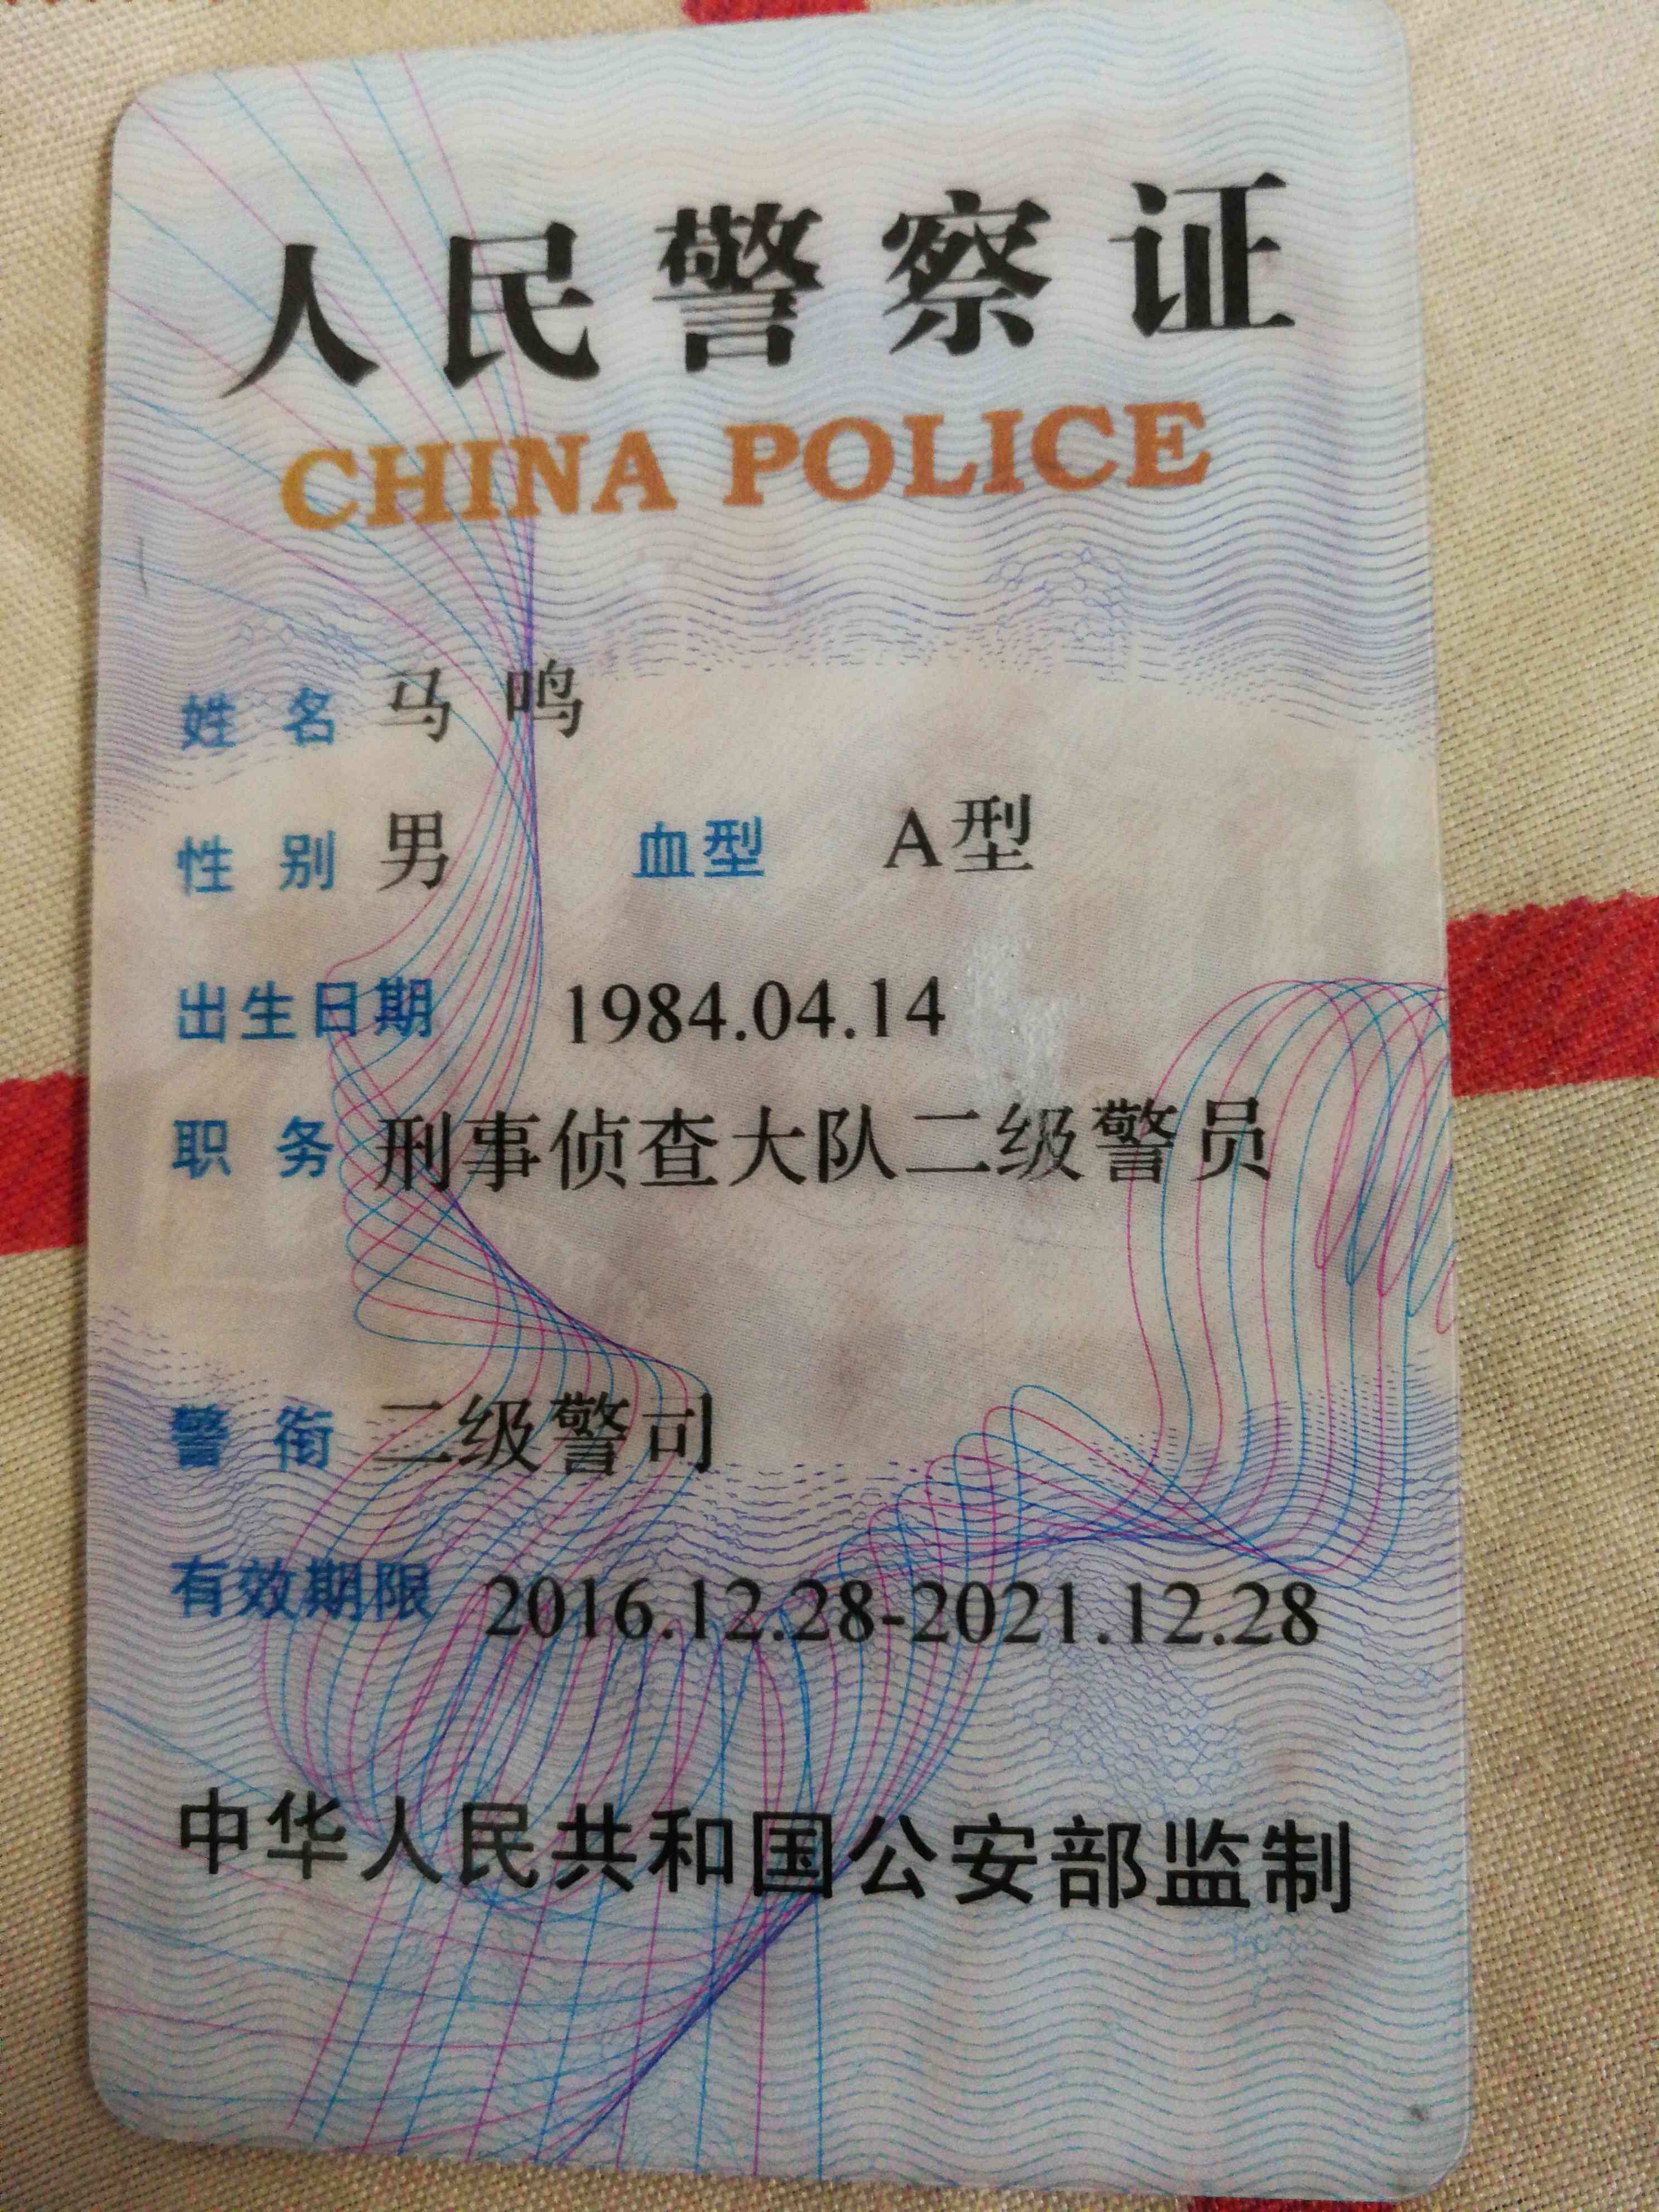 人民警察证
CHINA POLICE
姓名 马鸣
性别 男 血型 A型
出生日期 1984.04.14
职务 刑事侦查大队二级警员
警衔 二级警司
有效期限 2016.12.28-2021.12.28
中华人民共和国公安部监制